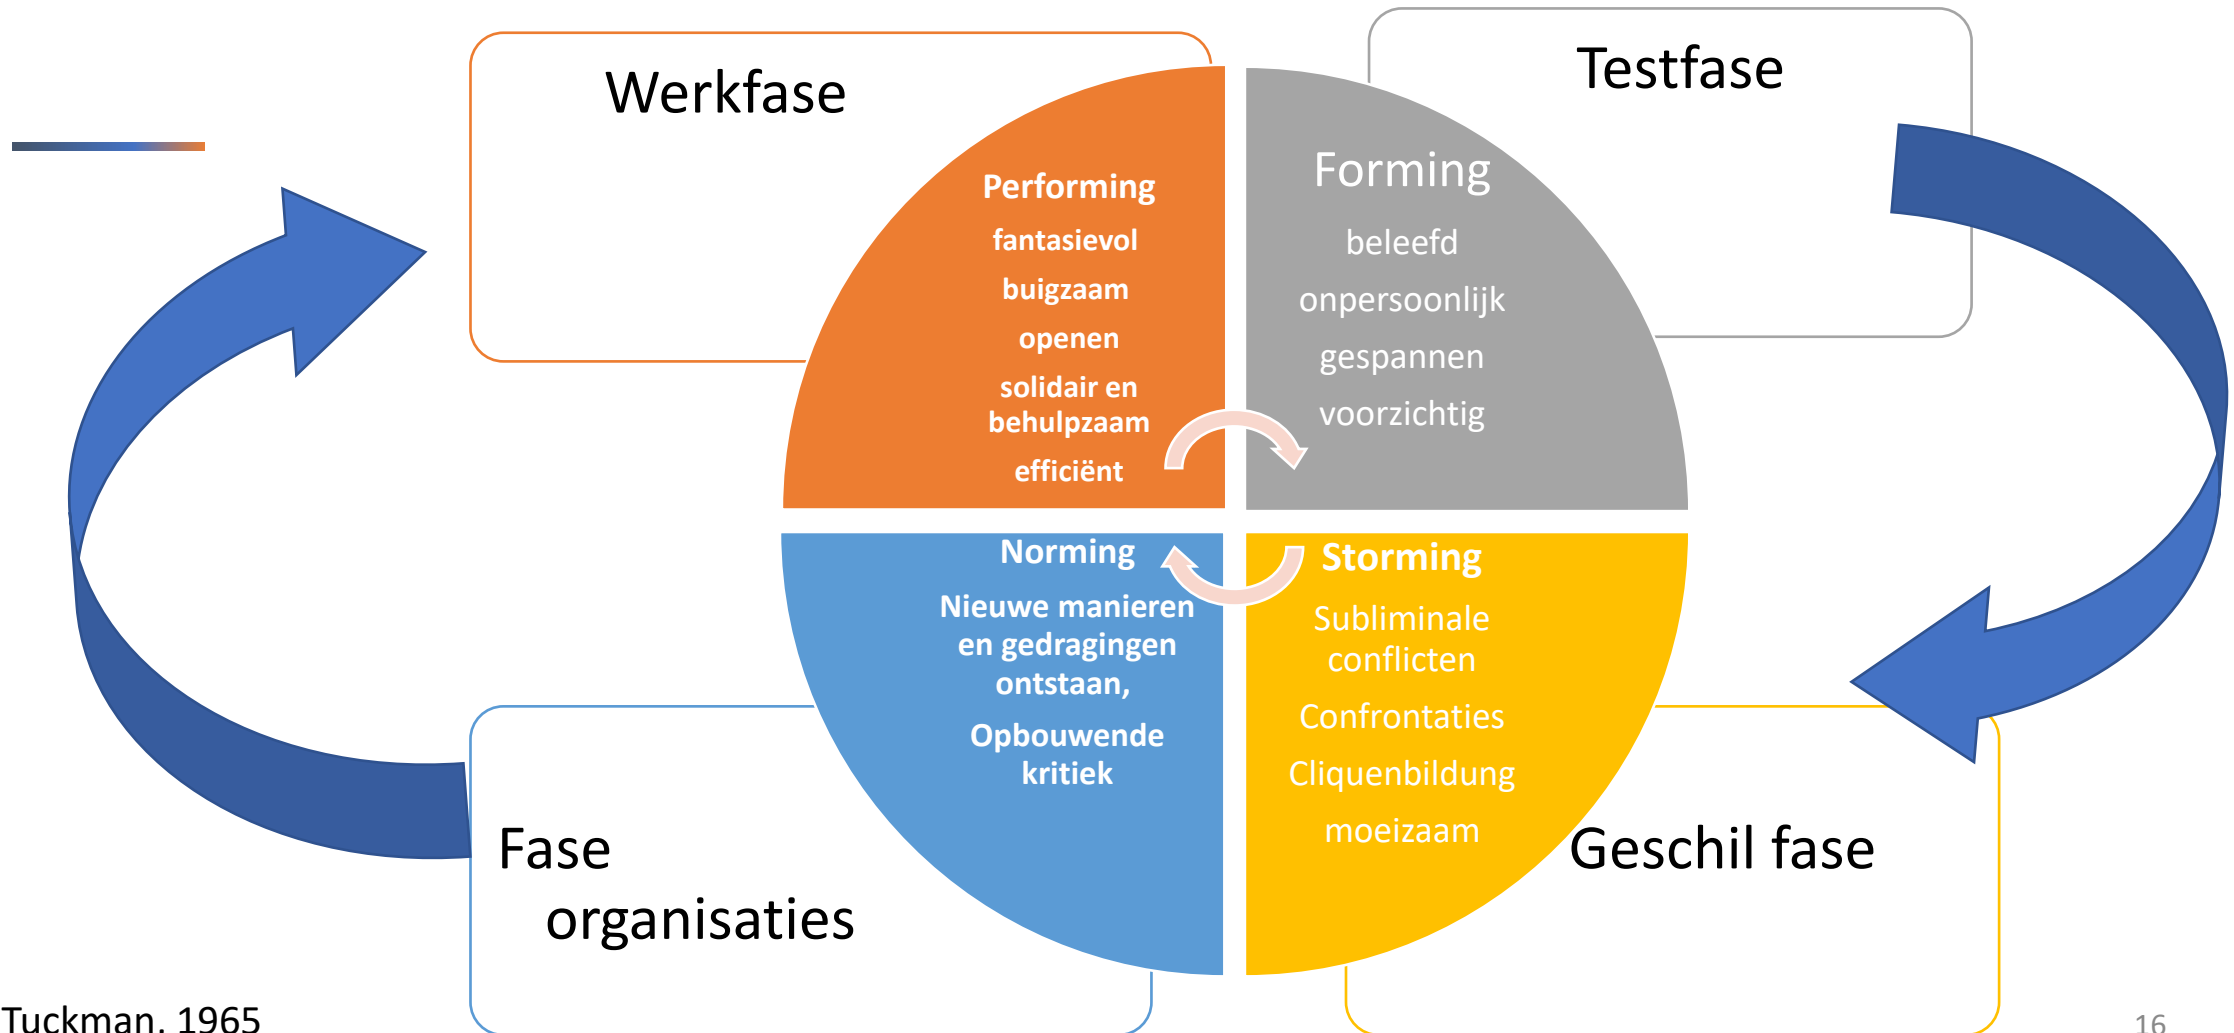 Werkfase
Testfase
Performing
fantasievol
buigzaam
openen
solidair en
behulpzaam
efficiënt
Forming
beleefd
onpersoonlijk
gespannen
voorzichtig
Norming
Nieuwe manieren
en gedragingen
ontstaan,
Opbouwende
kritiek
Storming
Subliminale
conflicten
Confrontaties
Cliquenbildung
moeizaam
Fase
organisaties
Geschil fase
Tuckman, 1965
16